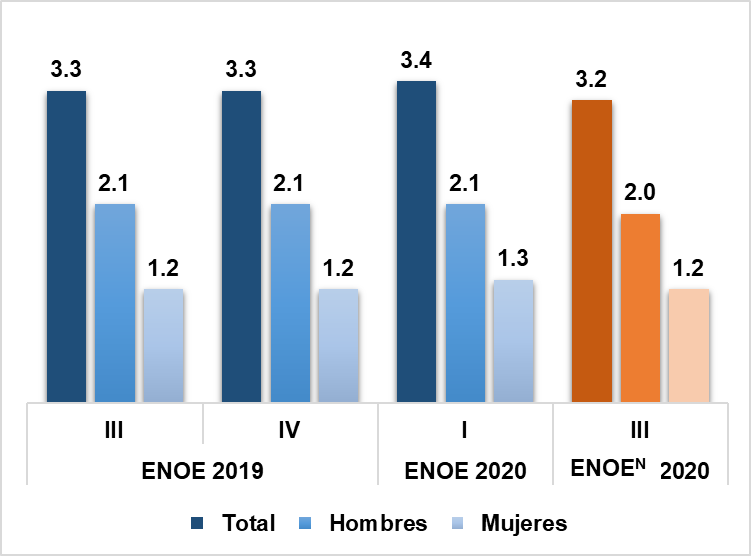 3.3 3.3 3.4 3.2
2.1 2.1 2.1 2.0
1.2 1.2 1.3 1.2
III IV I III
ENOE 2019 ENOE 2020 ENOEᴺ 2020
Total Hombres Mujeres